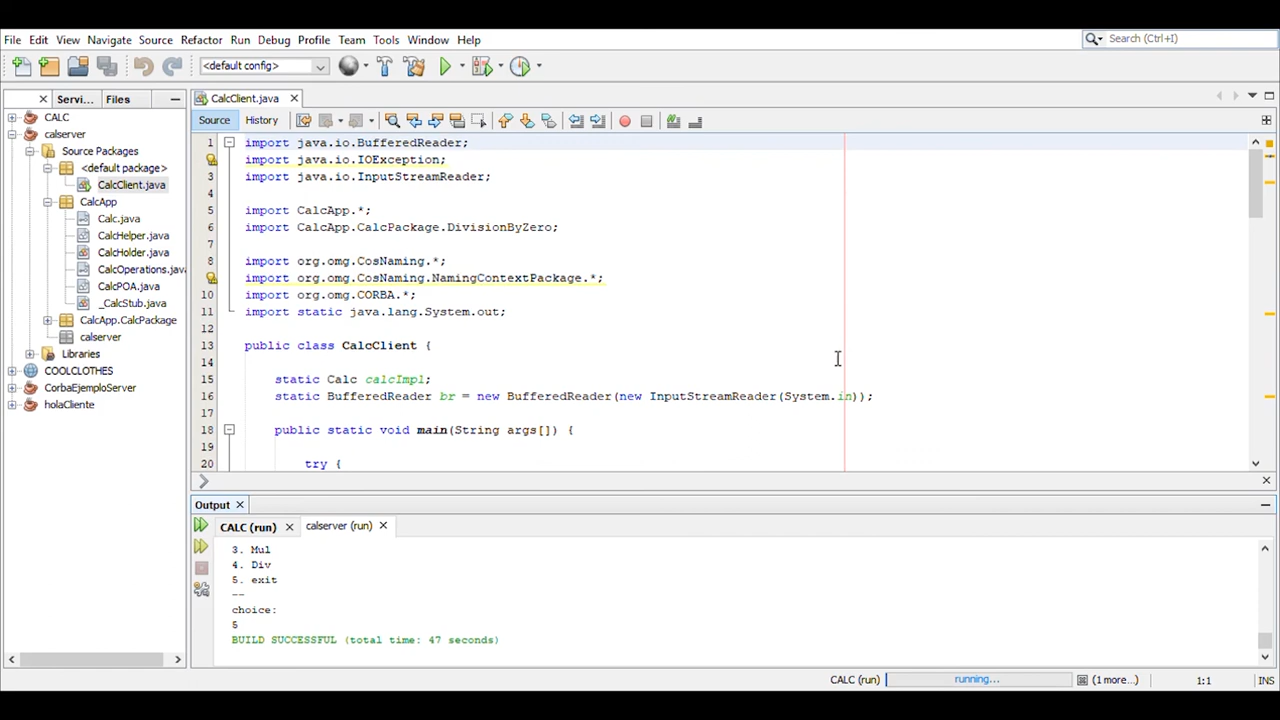 File Edit View Navigate Source Refactor Run Debug Profile Team Tools Window Help
Search (Ctrl+I)
<default config>
Servi... Files
CalcClient.java
Source History
CALC
calserver
Source Packages
<default package>
CalcClient.java
CalcApp
Calc.java
CalcHelper.java
CalcHolder.java
CalcOperations.java
CalcPOA.java
_CalcStub.java
CalcApp.CalcPackage
calserver
Libraries
COOLCLOTHES
CorbaEjemploServer
holaCliente
1 import java.io.BufferedReader;
import java.io.IOException;
3 import java.io.InputStreamReader;
4
5 import CalcApp.*;
6 import CalcApp.CalcPackage.DivisionByZero;
7
8 import org.omg.CosNaming.*;
import org.omg.CosNaming.NamingContextPackage.*;
10 import org.omg.CORBA.*;
11 import static java.lang.System.out;
12
13 public class CalcClient {
14
15 static Calc calcImpl;
16 static BufferedReader br = new BufferedReader(new InputStreamReader(System.in));
17
18 public static void main(String args[]) {
19
20 try {
Output
CALC (run) calserver (run)
3. Mul
4. Div
5. exit
--
choice:
5
BUILD SUCCESSFUL (total time: 47 seconds)
CALC (run) running... (1 more...) 1:1 INS